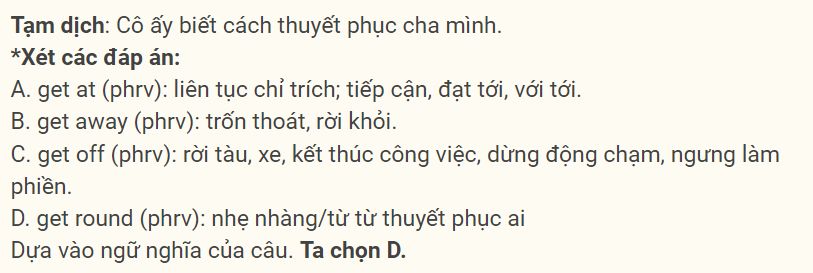 Tạm dịch: Cô ấy biết cách thuyết phục cha mình.
*Xét các đáp án:
A. get at (phrv): liên tục chỉ trích; tiếp cận, đạt tới, với tới.
B. get away (phrv): trốn thoát, rời khỏi.
C. get off (phrv): rời tàu, xe, kết thúc công việc, dừng động chạm, ngưng làm
phiền.
D. get round (phrv): nhẹ nhàng/từ từ thuyết phục ai
Dựa vào ngữ nghĩa của câu. Ta chọn D.